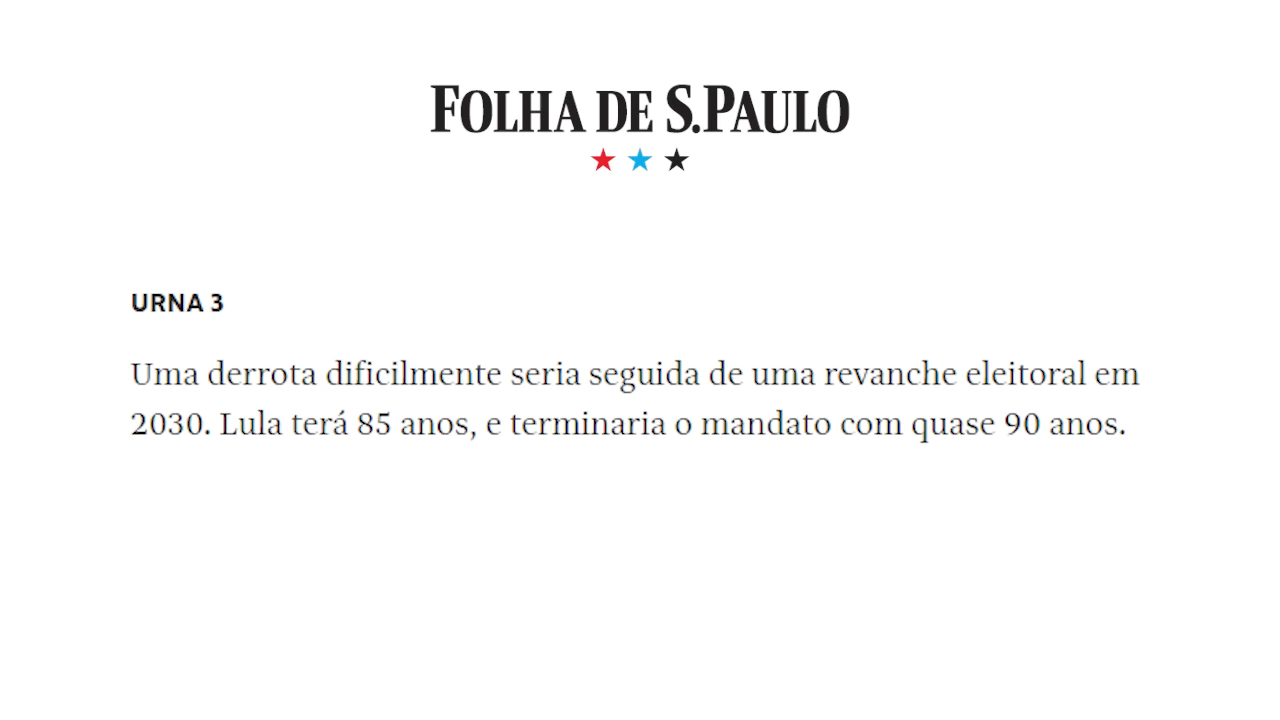 FOLHA DE S.PAULO
URNA 3
Uma derrota dificilmente seria seguida de uma revanche eleitoral em
2030. Lula terá 85 anos, e terminaria o mandato com quase 90 anos.